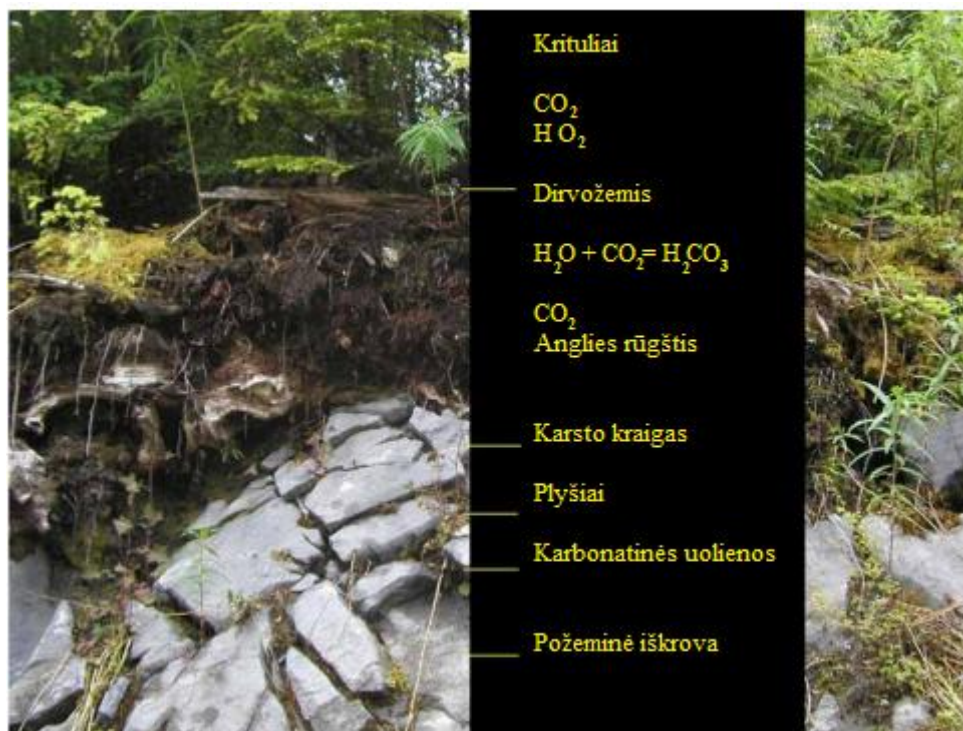 Krituliai
CO₂
H O₂
Dirvožemis
H₂O + CO₂= H₂CO₃
CO₂
Anglies rūgštis
Karsto kraigas
Plyšiai
Karbonatinės uolienos
Požeminė iškrova